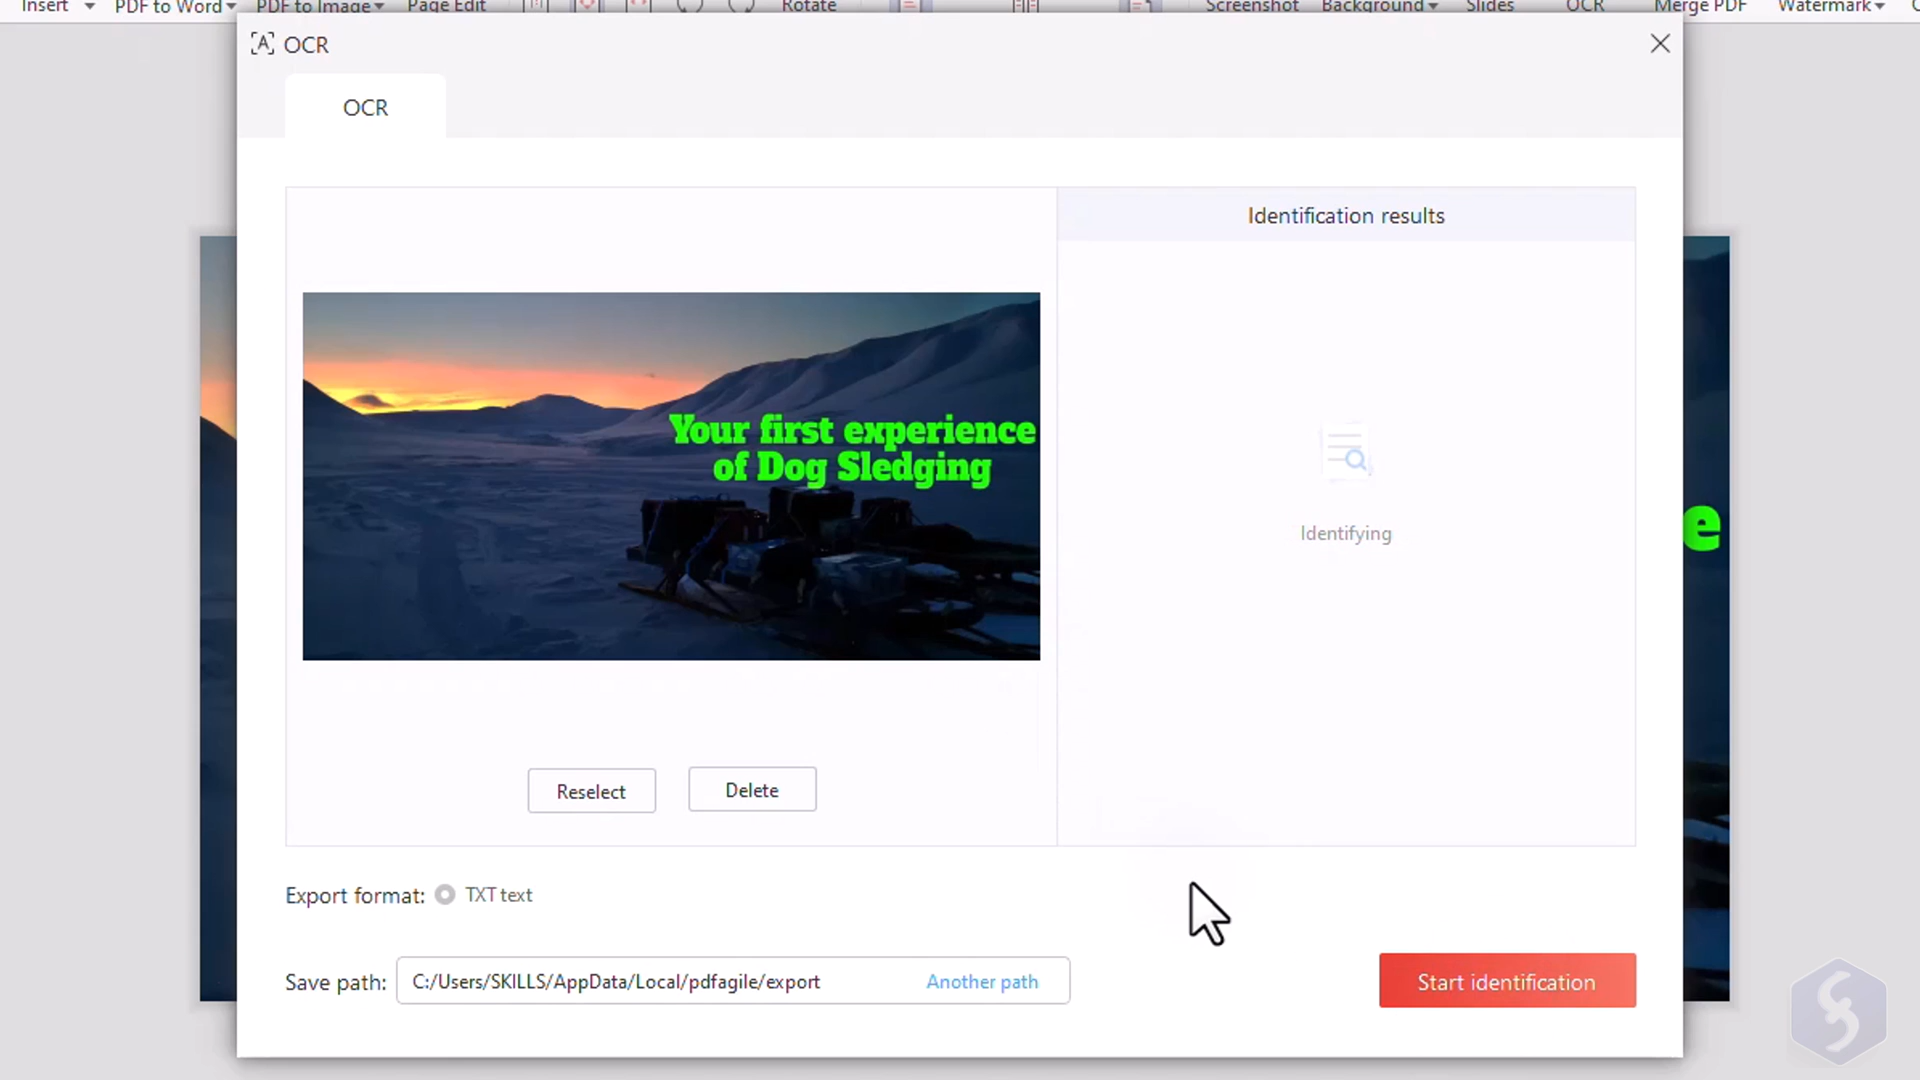 Insert
PDF to Word
PDF to Image
Page Edit
Rotate
Screenshot
Background
Slides
OCR
Merge PDF
Watermark
OCR
OCR
Identification results
Your first experience
of Dog Sledging
Identifying
e
Reselect
Delete
Export format:
TXT text
Save path:
C:/Users/SKILLS/AppData/Local/pdfagile/export
Another path
Start identification